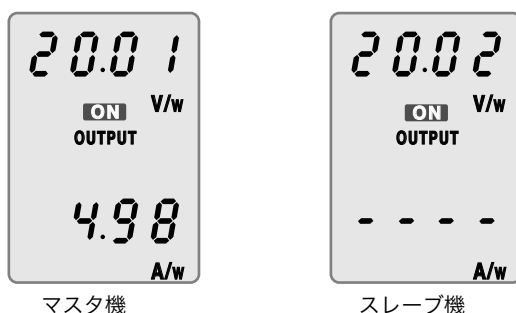 20.01
V/w
ON
OUTPUT
4.98
A/w
マスタ機
20.02
V/w
ON
OUTPUT
- - - -
A/w
スレーブ機